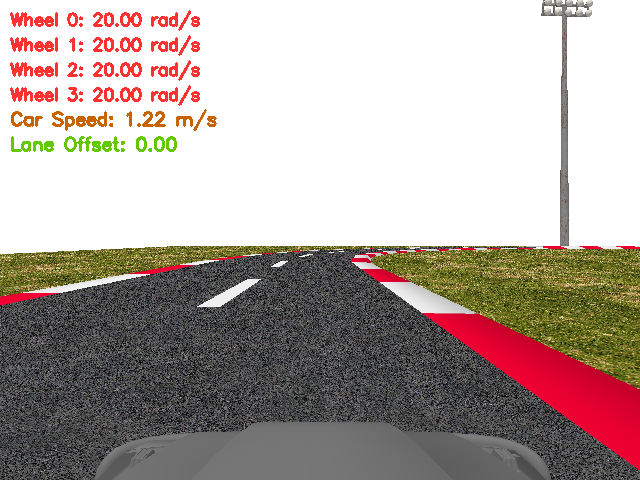 Wheel 0: 20.00 rad/s
Wheel 1: 20.00 rad/s
Wheel 2: 20.00 rad/s
Wheel 3: 20.00 rad/s
Car Speed: 1.22 m/s
Lane Offset: 0.00